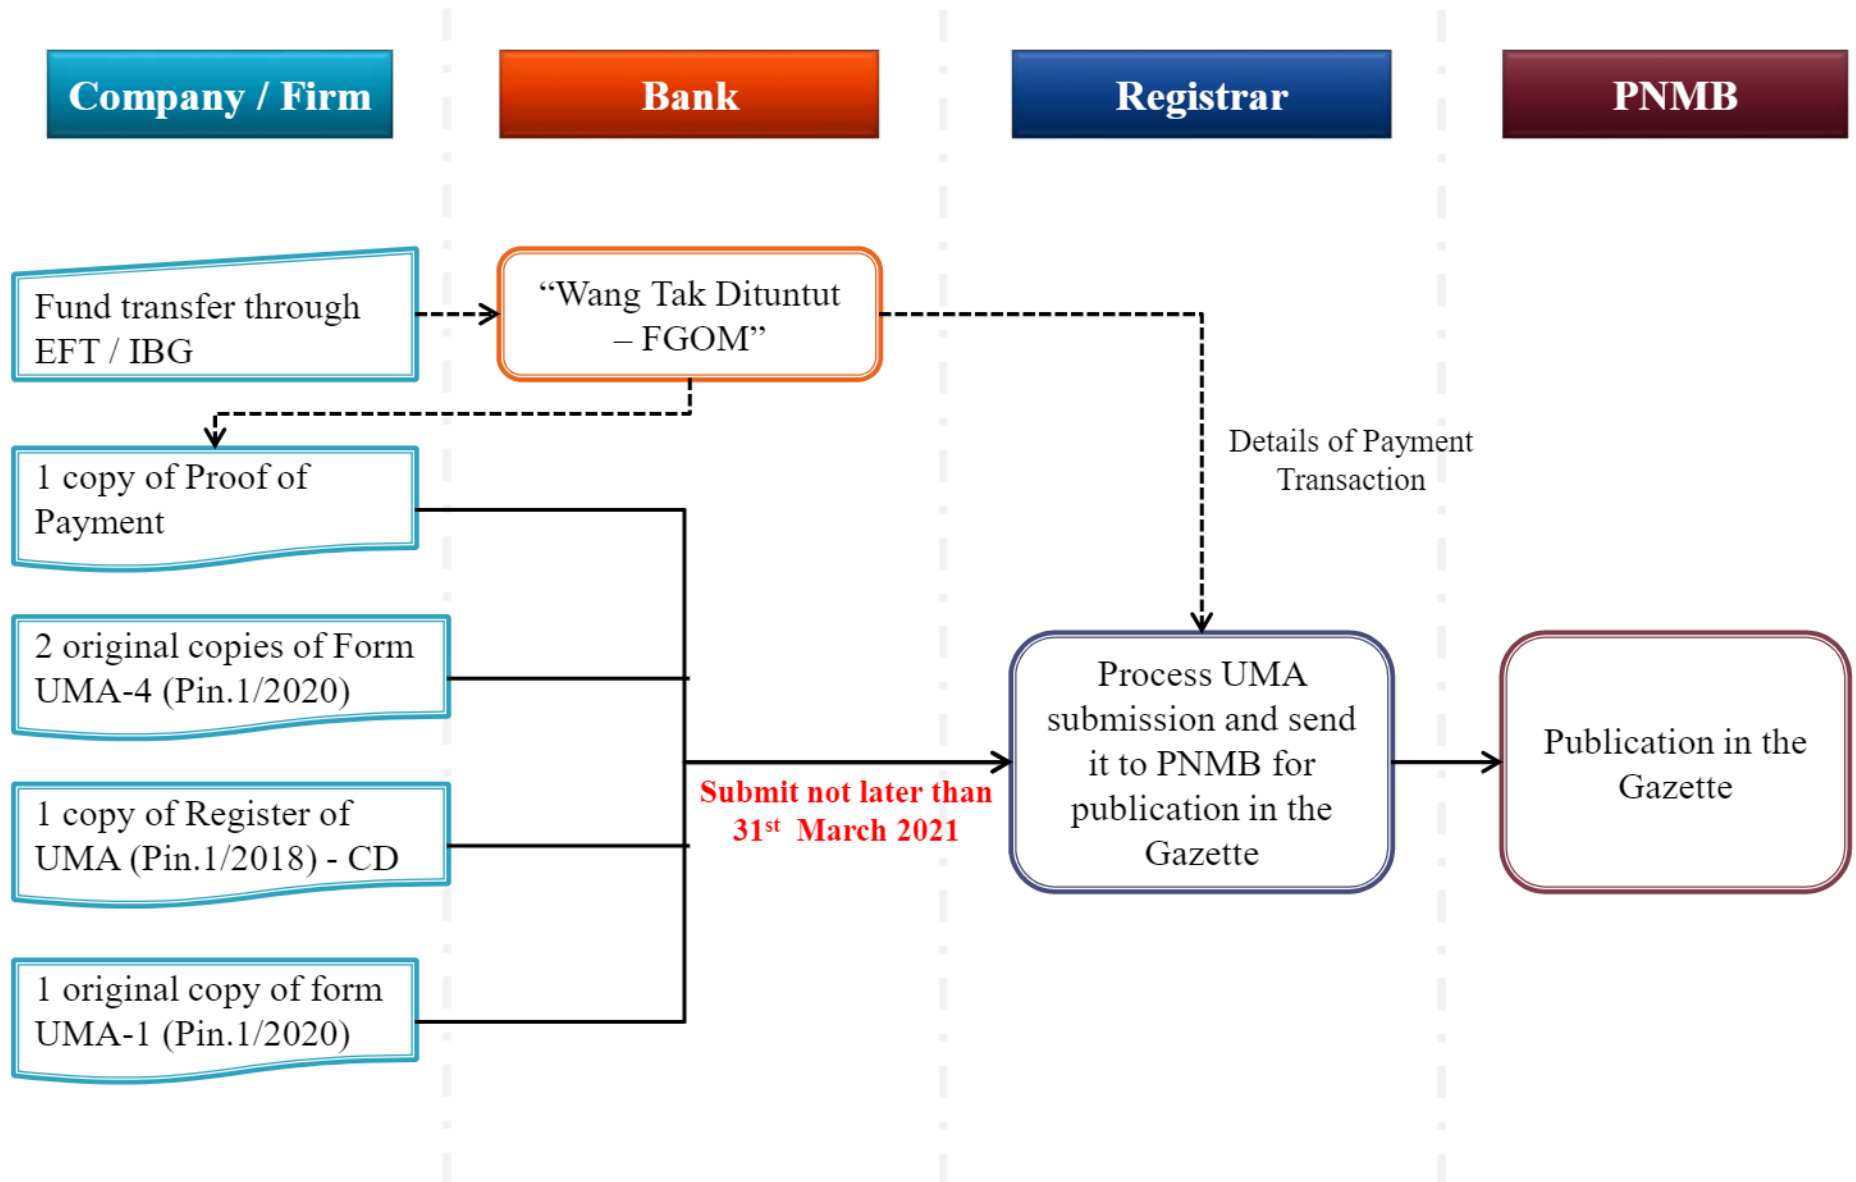 Company / Firm
Bank
Registrar
PNMB
Fund transfer through
EFT / IBG
“Wang Tak Dituntut
– FGOM”
1 copy of Proof of
Payment
Details of Payment
Transaction
2 original copies of Form
UMA-4 (Pin.1/2020)
1 copy of Register of
UMA (Pin.1/2018) - CD
1 original copy of form
UMA-1 (Pin.1/2020)
Submit not later than
31st March 2021
Process UMA
submission and send
it to PNMB for
publication in the
Gazette
Publication in the
Gazette